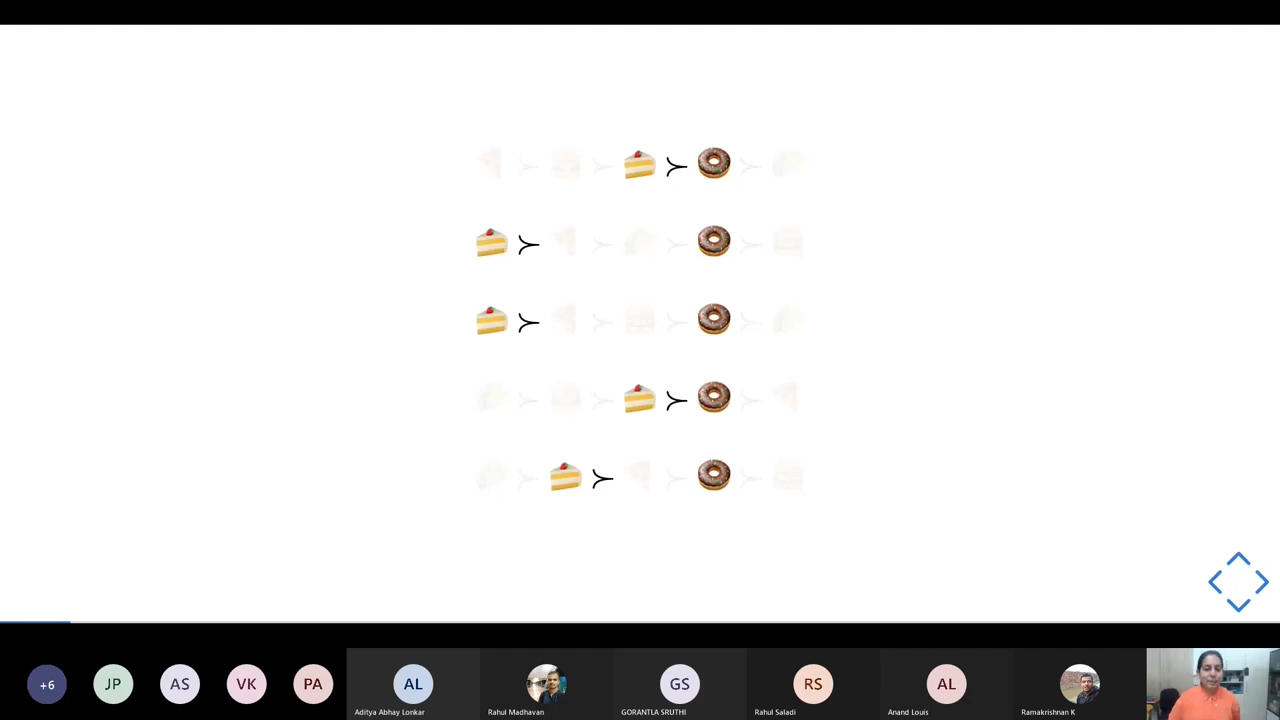 ≻
≻
≻
≻
≻
+6 JP AS VK PA AL GS RS AL
Aditya Abhay Lonkar Rahul Madhavan GORANTLA SRUTHI Rahul Saladi Anand Louis Ramakrishnan K